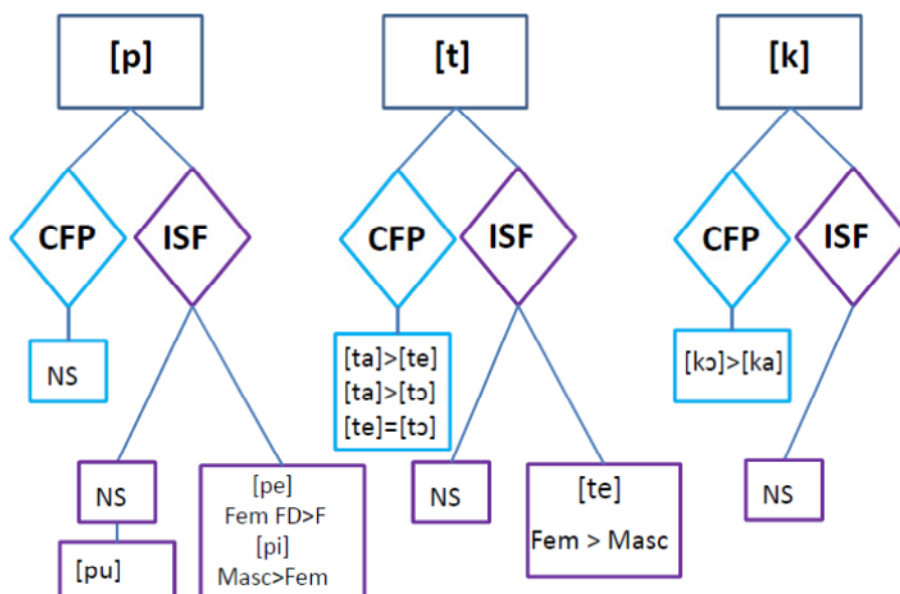 [p]
[t]
[k]
CFP
ISF
CFP
ISF
CFP
ISF
NS
[ta]>[te]
[ta]>[tɔ]
[te]=[tɔ]
[kɔ]>[ka]
NS
[pu]
[pe]
Fem FD>F
[pi]
Masc>Fem
NS
[te]
Fem > Masc
NS